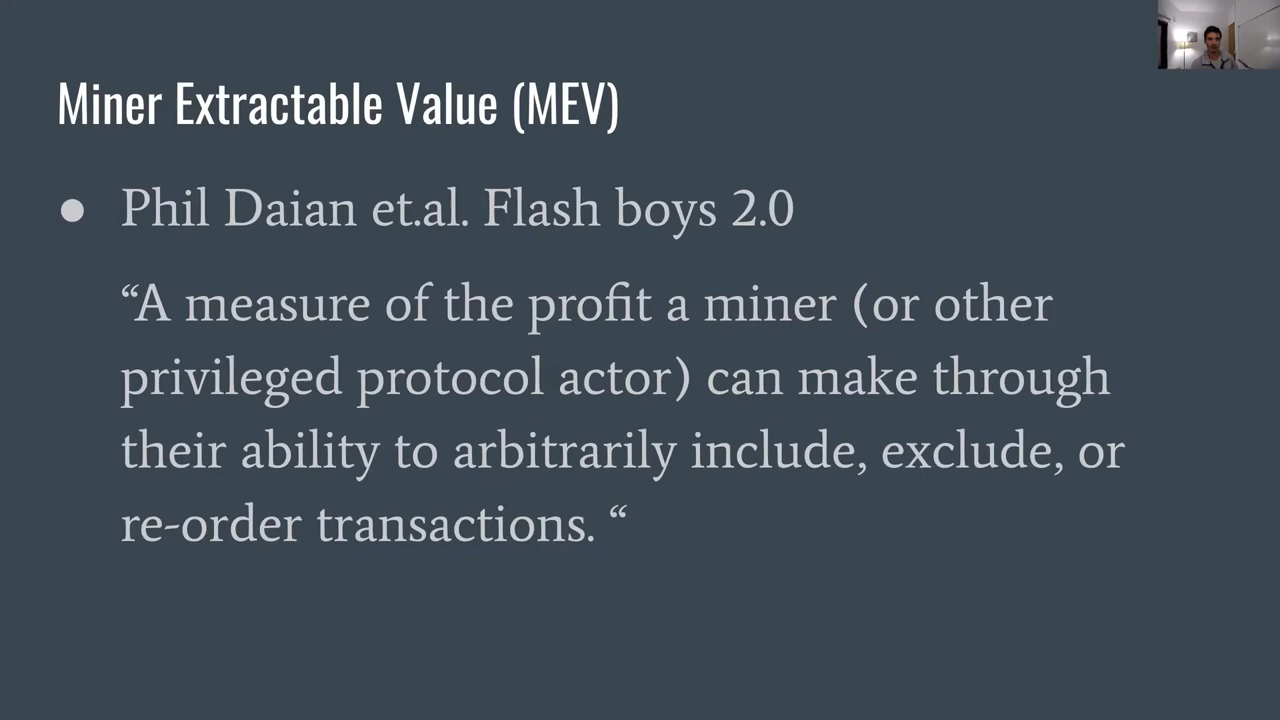 Miner Extractable Value (MEV)
● Phil Daian et.al. Flash boys 2.0
“A measure of the profit a miner (or other
privileged protocol actor) can make through
their ability to arbitrarily include, exclude, or
re-order transactions. “